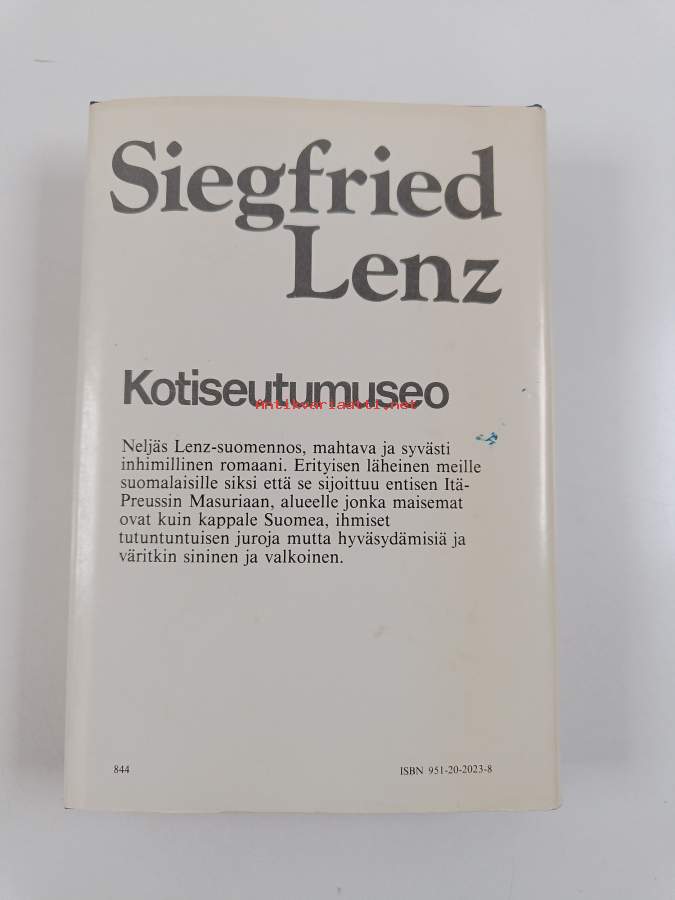 Siegfried
Lenz
Kotiseutumuseo
Antikvariaatti.net
Neljäs Lenz-suomennos, mahtava ja syvästi
inhimillinen romaani. Erityisen läheinen meille
suomalaisille siksi että se sijoittuu entisen Itä-
Preussin Masuriaan, alueelle jonka maisemat
ovat kuin kappale Suomea, ihmiset
tutuntuntuisen juroja mutta hyväsydämisiä ja
väritkin sininen ja valkoinen.
844
ISBN 951-20-2023-8